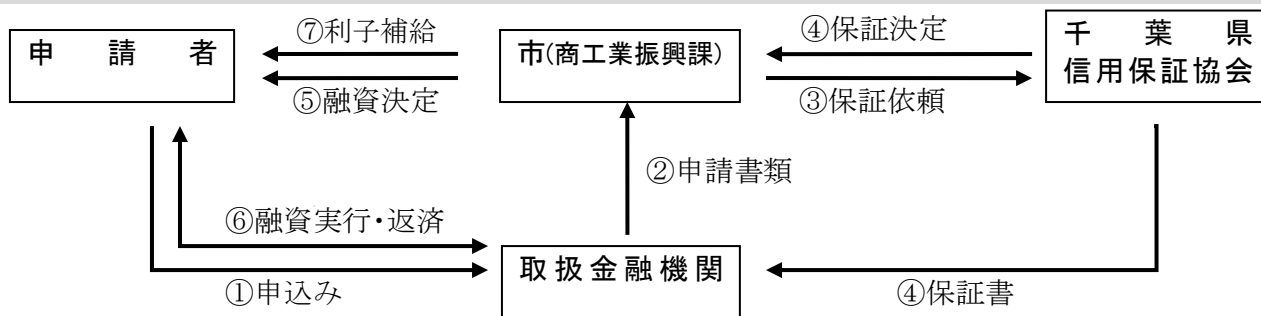 申請者
⑦利子補給
⑤融資決定
市(商工業振興課)
④保証決定
③保証依頼
千葉県
信用保証協会
②申請書類
⑥融資実行・返済
①申込み
取扱金融機関
④保証書